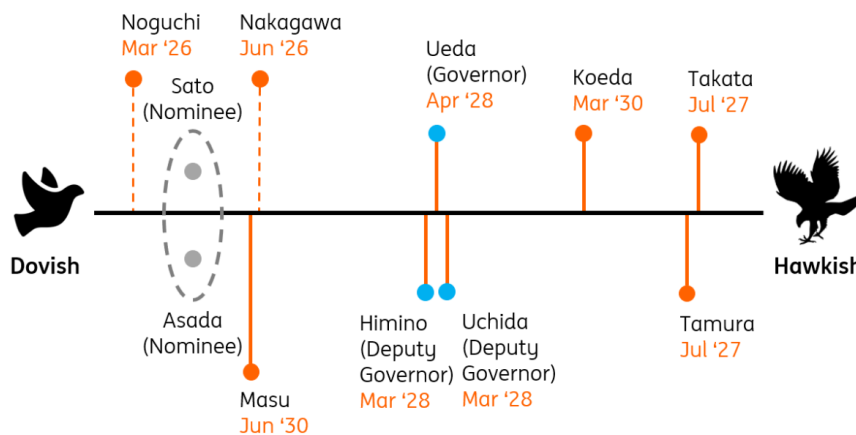 Noguchi
Mar ‘26
Nakagawa
Jun ‘26
Sato
(Nominee)
Ueda
(Governor)
Apr ‘28
Koeda
Mar ‘30
Takata
Jul ‘27
Dovish
Hawkish
Asada
(Nominee)
Masu
Jun ‘30
Himino
(Deputy
Governor)
Mar ‘28
Uchida
(Deputy
Governor)
Mar ‘28
Tamura
Jul ‘27